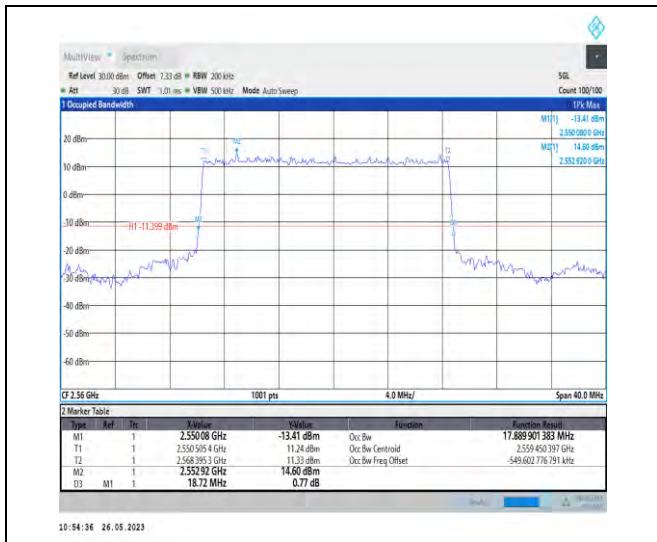 MultiView Spectrum
Ref Level 30.00 dBm Offset 7.33 dB RBW 200 kHz SGL
Att 30 dB SWT 1.01 ms VBW 500 kHz Mode Auto Sweep Count 100/100
1 Occupied Bandwidth 1Pk Max
M1[1] -13.41 dBm
2.5500800 GHz
M2[1] 14.60 dBm
2.5529200 GHz
20 dBm
T1 M2 T2
10 dBm
0 dBm
-10 dBm
H1 -11.399 dBm
M1
D3
-20 dBm
-30 dBm
-40 dBm
-50 dBm
-60 dBm
CF 2.56 GHz 1001 pts 4.0 MHz/ Span 40.0 MHz
2 Marker Table
Type Ref Trc X-Value Y-Value Function Function Result
M1 1 2.55008 GHz -13.41 dBm Occ Bw 17.889 901 383 MHz
T1 1 2.550 505 4 GHz 11.24 dBm Occ Bw Centroid 2.559 450 397 GHz
T2 1 2.568 395 3 GHz 11.33 dBm Occ Bw Freq Offset -549.602 776 791 kHz
M2 1 2.55292 GHz 14.60 dBm
D3 M1 1 18.72 MHz 0.77 dB
10:54:36 26.05.2023